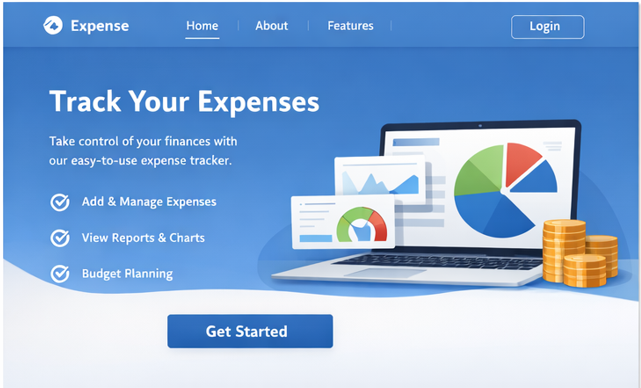 Expense
Home
About
Features
Login
Track Your Expenses
Take control of your finances with
our easy-to-use expense tracker.
Add & Manage Expenses
View Reports & Charts
Budget Planning
Get Started